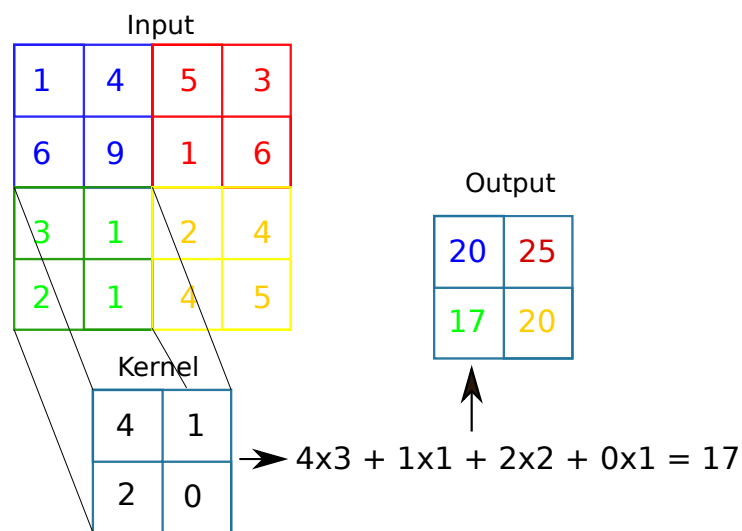 Input
1 4 5 3
6 9 1 6
3 1 2 4
2 1 4 5
Output
20 25
17 20
Kernel
4 1
2 0
4x3 + 1x1 + 2x2 + 0x1 = 17